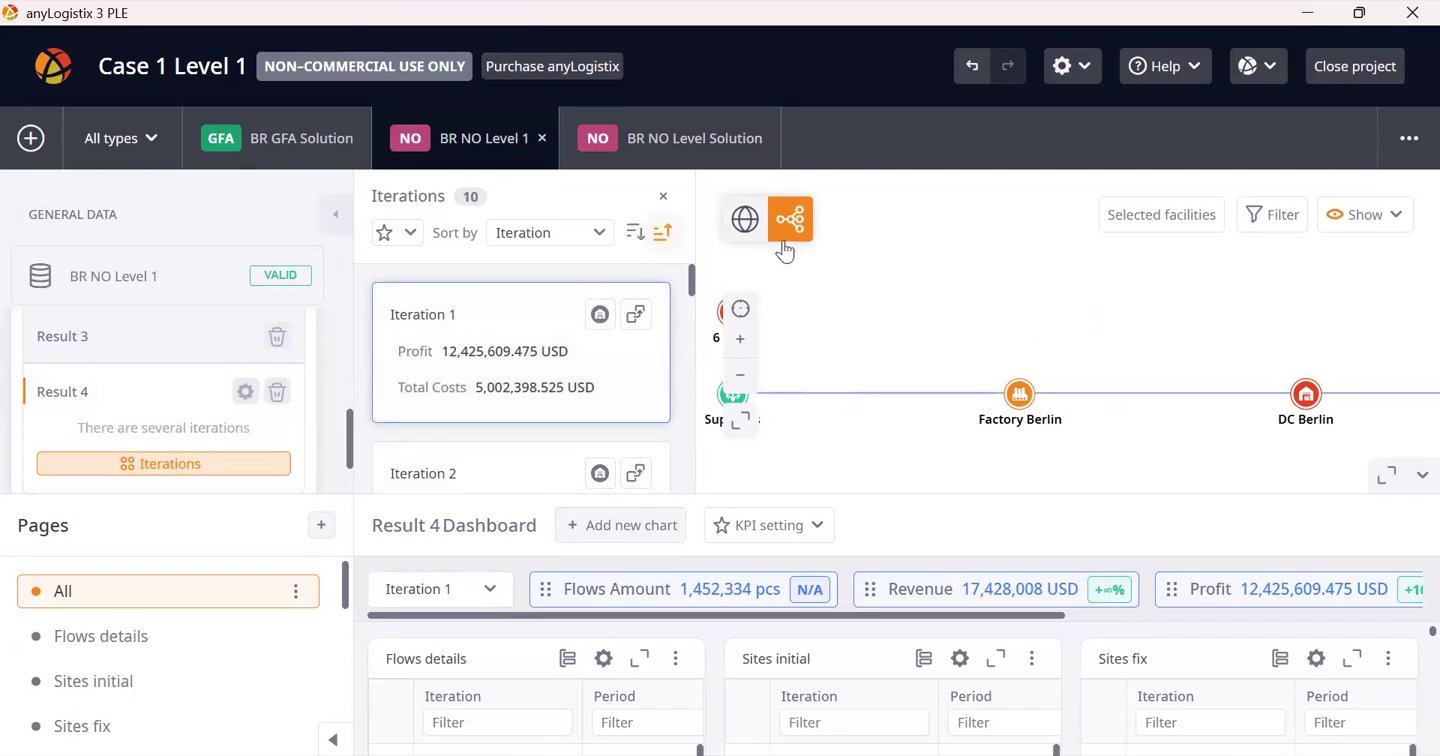 anyLogistix 3 PLE
Case 1 Level 1 NON-COMMERCIAL USE ONLY Purchase anyLogistix Help Close project
All types GFA BR GFA Solution NO BR NO Level 1 NO BR NO Level Solution
GENERAL DATA
BR NO Level 1 VALID
Result 3
Result 4
There are several iterations
Iterations
Iterations 10
Sort by Iteration
Iteration 1
Profit 12,425,609.475 USD
Total Costs 5,002,398.525 USD
Iteration 2
Selected facilities Filter Show
6
Sup
Factory Berlin
DC Berlin
Pages
All
Flows details
Sites initial
Sites fix
Result 4 Dashboard + Add new chart KPI setting
Iteration 1 Flows Amount 1,452,334 pcs N/A Revenue 17,428,008 USD +∞% Profit 12,425,609.475 USD
Flows details Sites initial Sites fix
Iteration Period Iteration Period Iteration Period
Filter Filter Filter Filter Filter Filter